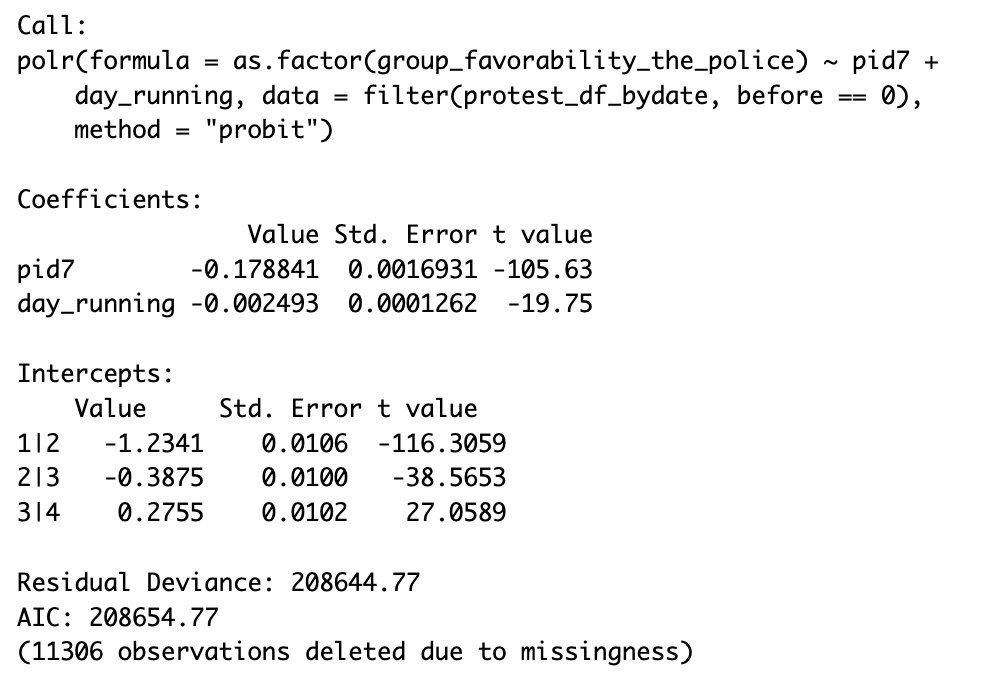 Call:
polr(formula = as.factor(group_favorability_the_police) ~ pid7 +
    day_running, data = filter(protest_df_bydate, before == 0),
    method = "probit")

Coefficients:
                Value Std. Error t value
pid7        -0.178841  0.0016931 -105.63
day_running -0.002493  0.0001262  -19.75

Intercepts:
    Value     Std. Error t value
1|2   -1.2341    0.0106 -116.3059
2|3   -0.3875    0.0100  -38.5653
3|4    0.2755    0.0102   27.0589

Residual Deviance: 208644.77
AIC: 208654.77
(11306 observations deleted due to missingness)